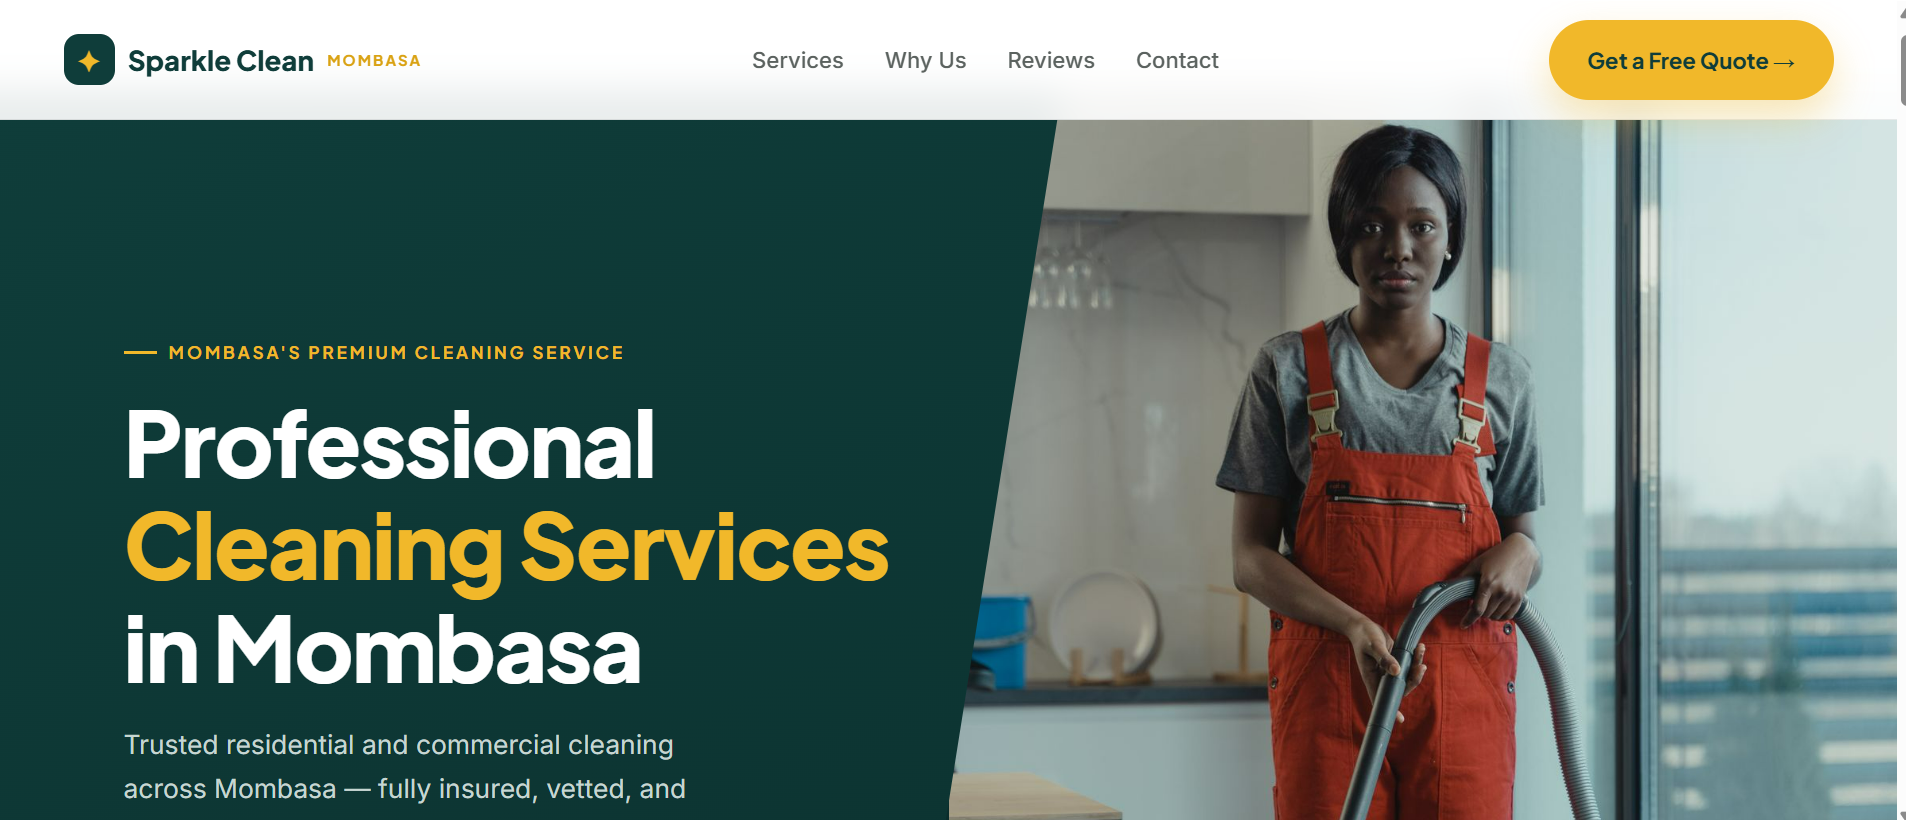 Sparkle Clean MOMBASA
Services Why Us Reviews Contact
Get a Free Quote →
MOMBASA'S PREMIUM CLEANING SERVICE
Professional
Cleaning Services
in Mombasa
Trusted residential and commercial cleaning
across Mombasa — fully insured, vetted, and